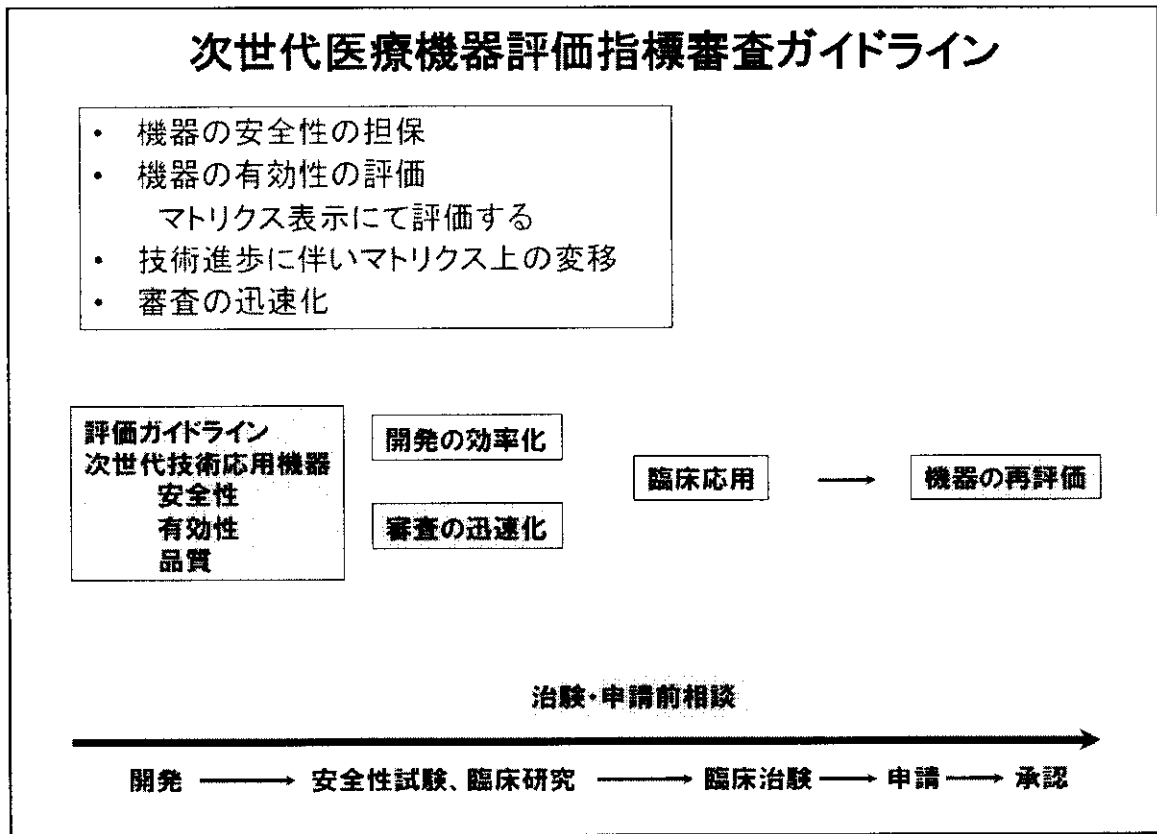 次世代医療機器評価指標審査ガイドライン
・ 機器の安全性の担保
・ 機器の有効性の評価
マトリクス表示にて評価する
・ 技術進歩に伴いマトリクス上の変移
・ 審査の迅速化
評価ガイドライン
次世代技術応用機器
安全性
有効性
品質
開発の効率化
審査の迅速化
臨床応用 → 機器の再評価
治験・申請前相談
開発 → 安全性試験、臨床研究 → 臨床治験 → 申請 → 承認